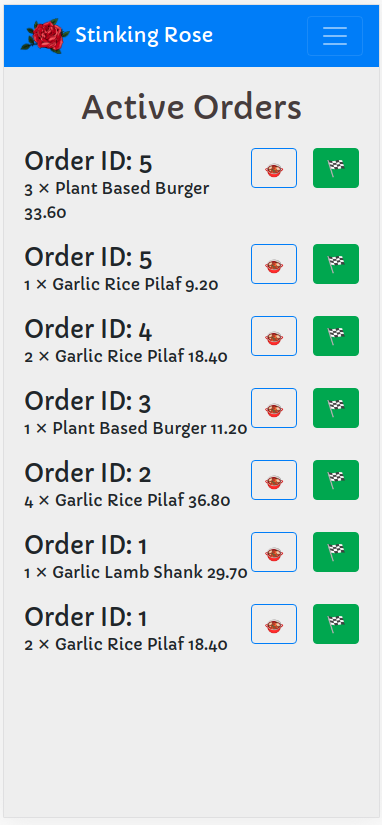 Stinking Rose
Active Orders
Order ID: 5
3 × Plant Based Burger
33.60
Order ID: 5
1 × Garlic Rice Pilaf 9.20
Order ID: 4
2 × Garlic Rice Pilaf 18.40
Order ID: 3
1 × Plant Based Burger 11.20
Order ID: 2
4 × Garlic Rice Pilaf 36.80
Order ID: 1
1 × Garlic Lamb Shank 29.70
Order ID: 1
2 × Garlic Rice Pilaf 18.40